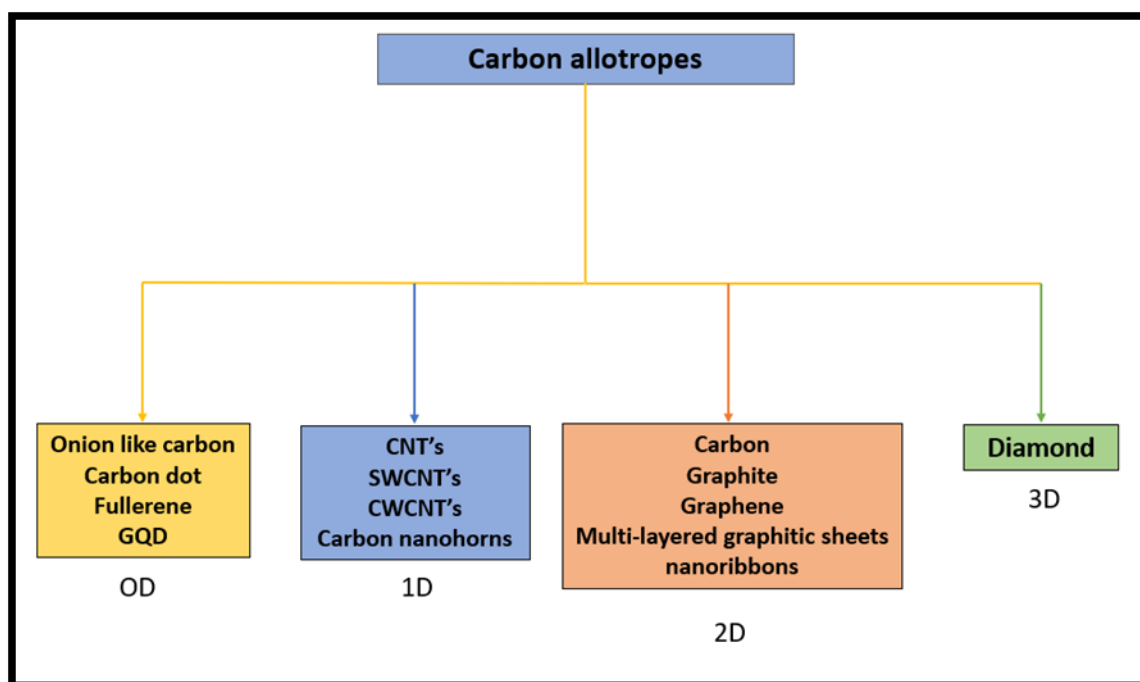 Carbon allotropes
Onion like carbon
Carbon dot
Fullerene
GQD
OD
CNT's
SWCNT's
CWCNT's
Carbon nanohorns
1D
Carbon
Graphite
Graphene
Multi-layered graphitic sheets
nanoribbons
2D
Diamond
3D